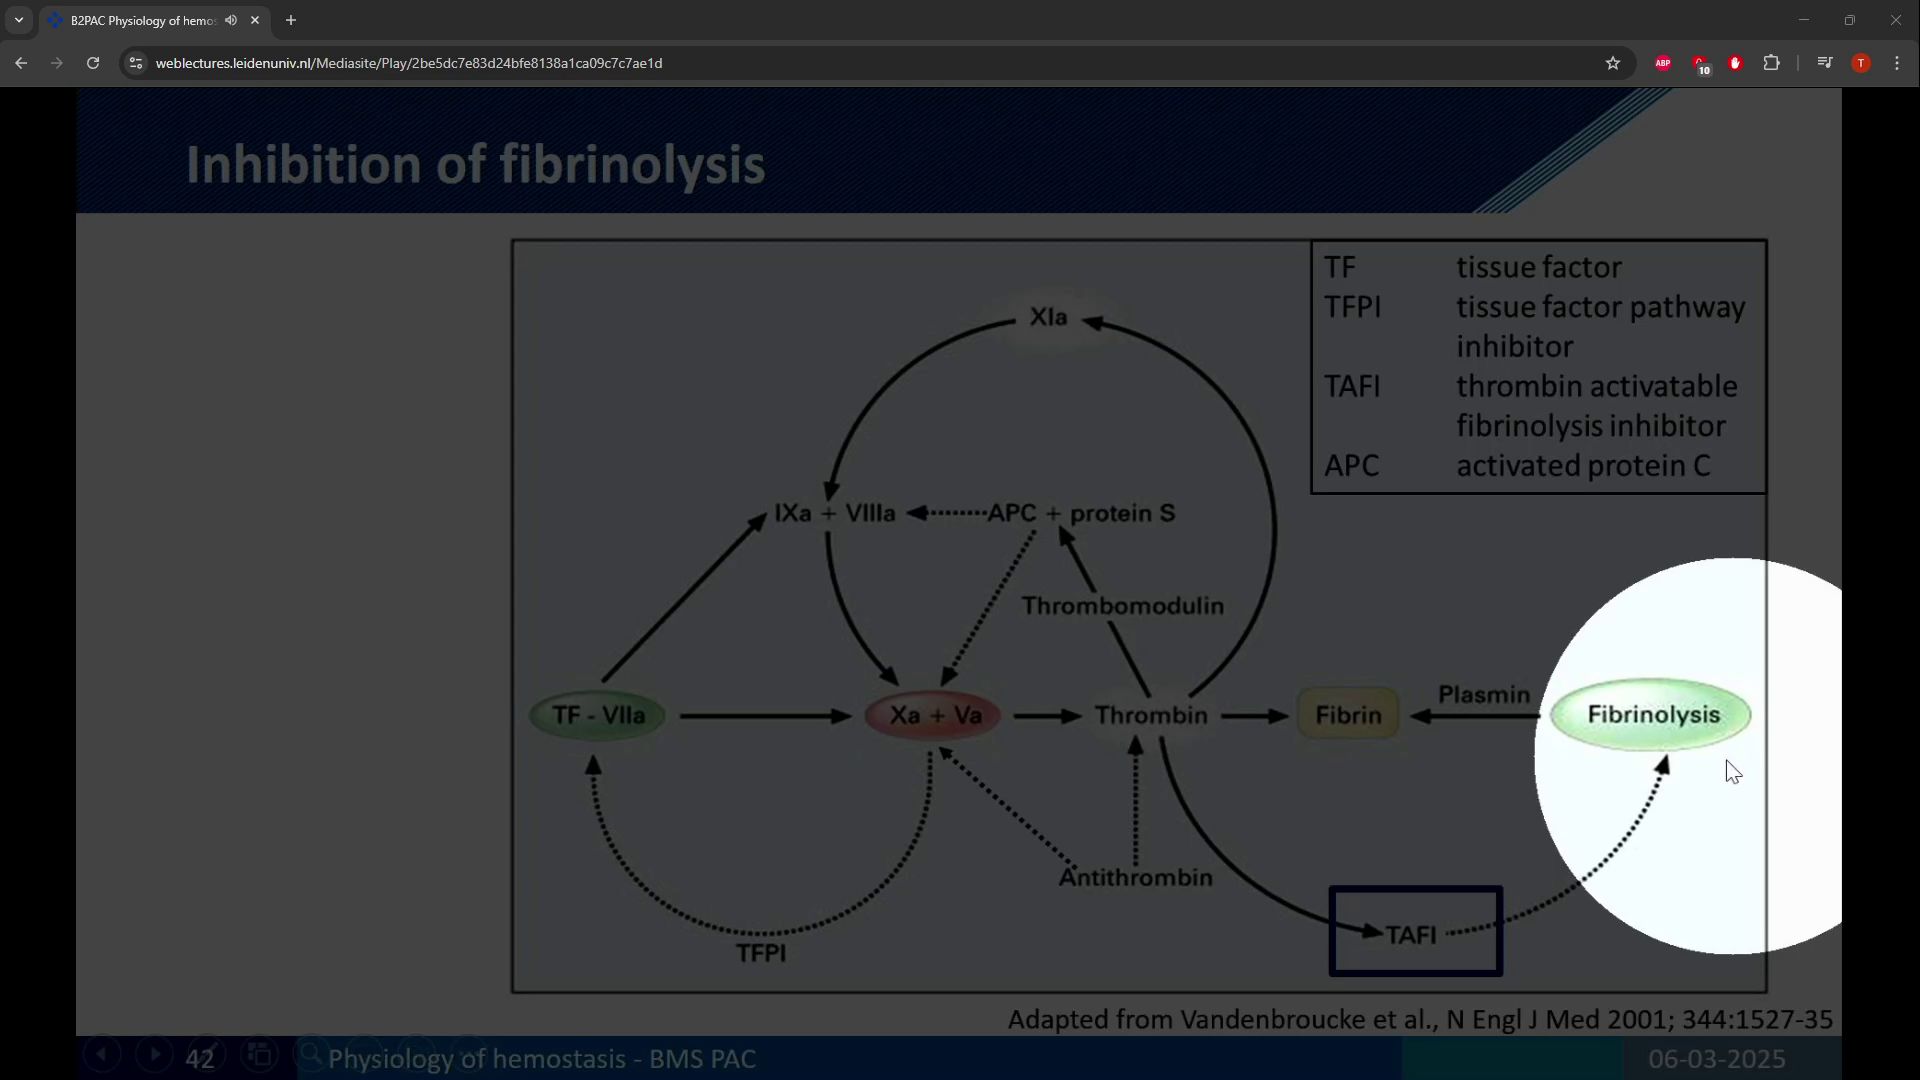 B2PAC Physiology of hemos
weblectures.leidenuniv.nl/Mediasite/Play/2be5dc7e83d24bfe8138a1ca09c7c7ae1d
ABP
10
T
Inhibition of fibrinolysis
TF tissue factor
TFPI tissue factor pathway
inhibitor
TAFI thrombin activatable
fibrinolysis inhibitor
APC activated protein C
XIa
IXa + VIIIa
APC + protein S
Thrombomodulin
TF - VIIa
Xa + Va
Thrombin
Fibrin
Plasmin
Fibrinolysis
Antithrombin
TFPI
TAFI
Adapted from Vandenbroucke et al., N Engl J Med 2001; 344:1527-35
42 Physiology of hemostasis - BMS PAC 06-03-2025